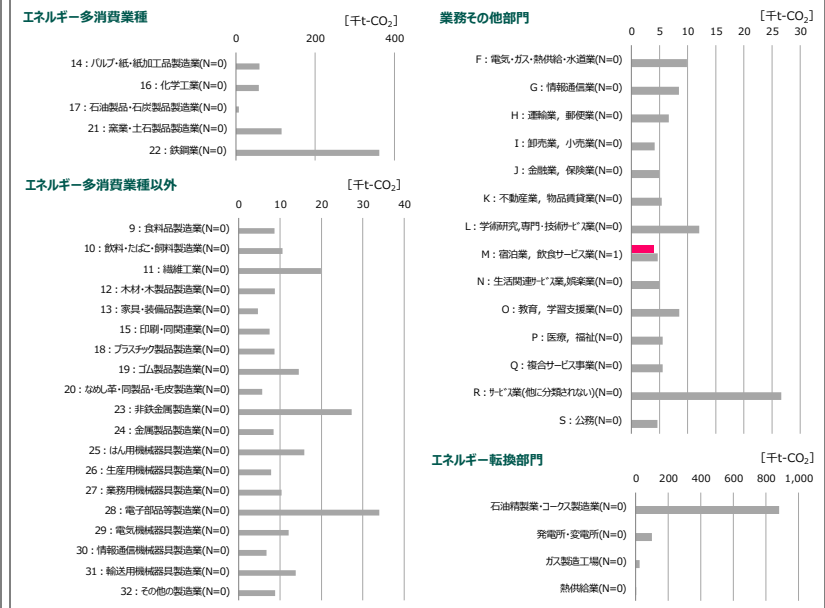 エネルギー多消費業種
[千t-CO₂]
0 200 400
14：パルプ・紙・紙加工品製造業(N=0)
16：化学工業(N=0)
17：石油製品・石炭製品製造業(N=0)
21：窯業・土石製品製造業(N=0)
22：鉄鋼業(N=0)
エネルギー多消費業種以外
[千t-CO₂]
0 10 20 30 40
9：食料品製造業(N=0)
10：飲料・たばこ・飼料製造業(N=0)
11：繊維工業(N=0)
12：木材・木製品製造業(N=0)
13：家具・装備品製造業(N=0)
15：印刷・同関連業(N=0)
18：プラスチック製品製造業(N=0)
19：ゴム製品製造業(N=0)
20：なめし革・同製品・毛皮製造業(N=0)
23：非鉄金属製造業(N=0)
24：金属製品製造業(N=0)
25：はん用機械器具製造業(N=0)
26：生産用機械器具製造業(N=0)
27：業務用機械器具製造業(N=0)
28：電子部品等製造業(N=0)
29：電気機械器具製造業(N=0)
30：情報通信機械器具製造業(N=0)
31：輸送用機械器具製造業(N=0)
32：その他の製造業(N=0)
業務その他部門
[千t-CO₂]
0 5 10 15 20 25 30
F：電気・ガス・熱供給・水道業(N=0)
G：情報通信業(N=0)
H：運輸業，郵便業(N=0)
I：卸売業，小売業(N=0)
J：金融業，保険業(N=0)
K：不動産業，物品賃貸業(N=0)
L：学術研究,専門・技術サービス業(N=0)
M：宿泊業，飲食サービス業(N=1)
N：生活関連サービス業,娯楽業(N=0)
O：教育，学習支援業(N=0)
P：医療，福祉(N=0)
Q：複合サービス事業(N=0)
R：サービス業(他に分類されない)(N=0)
S：公務(N=0)
エネルギー転換部門
[千t-CO₂]
0 200 400 600 800 1,000
石油精製業・コークス製造業(N=0)
発電所・変電所(N=0)
ガス製造工場(N=0)
熱供給業(N=0)